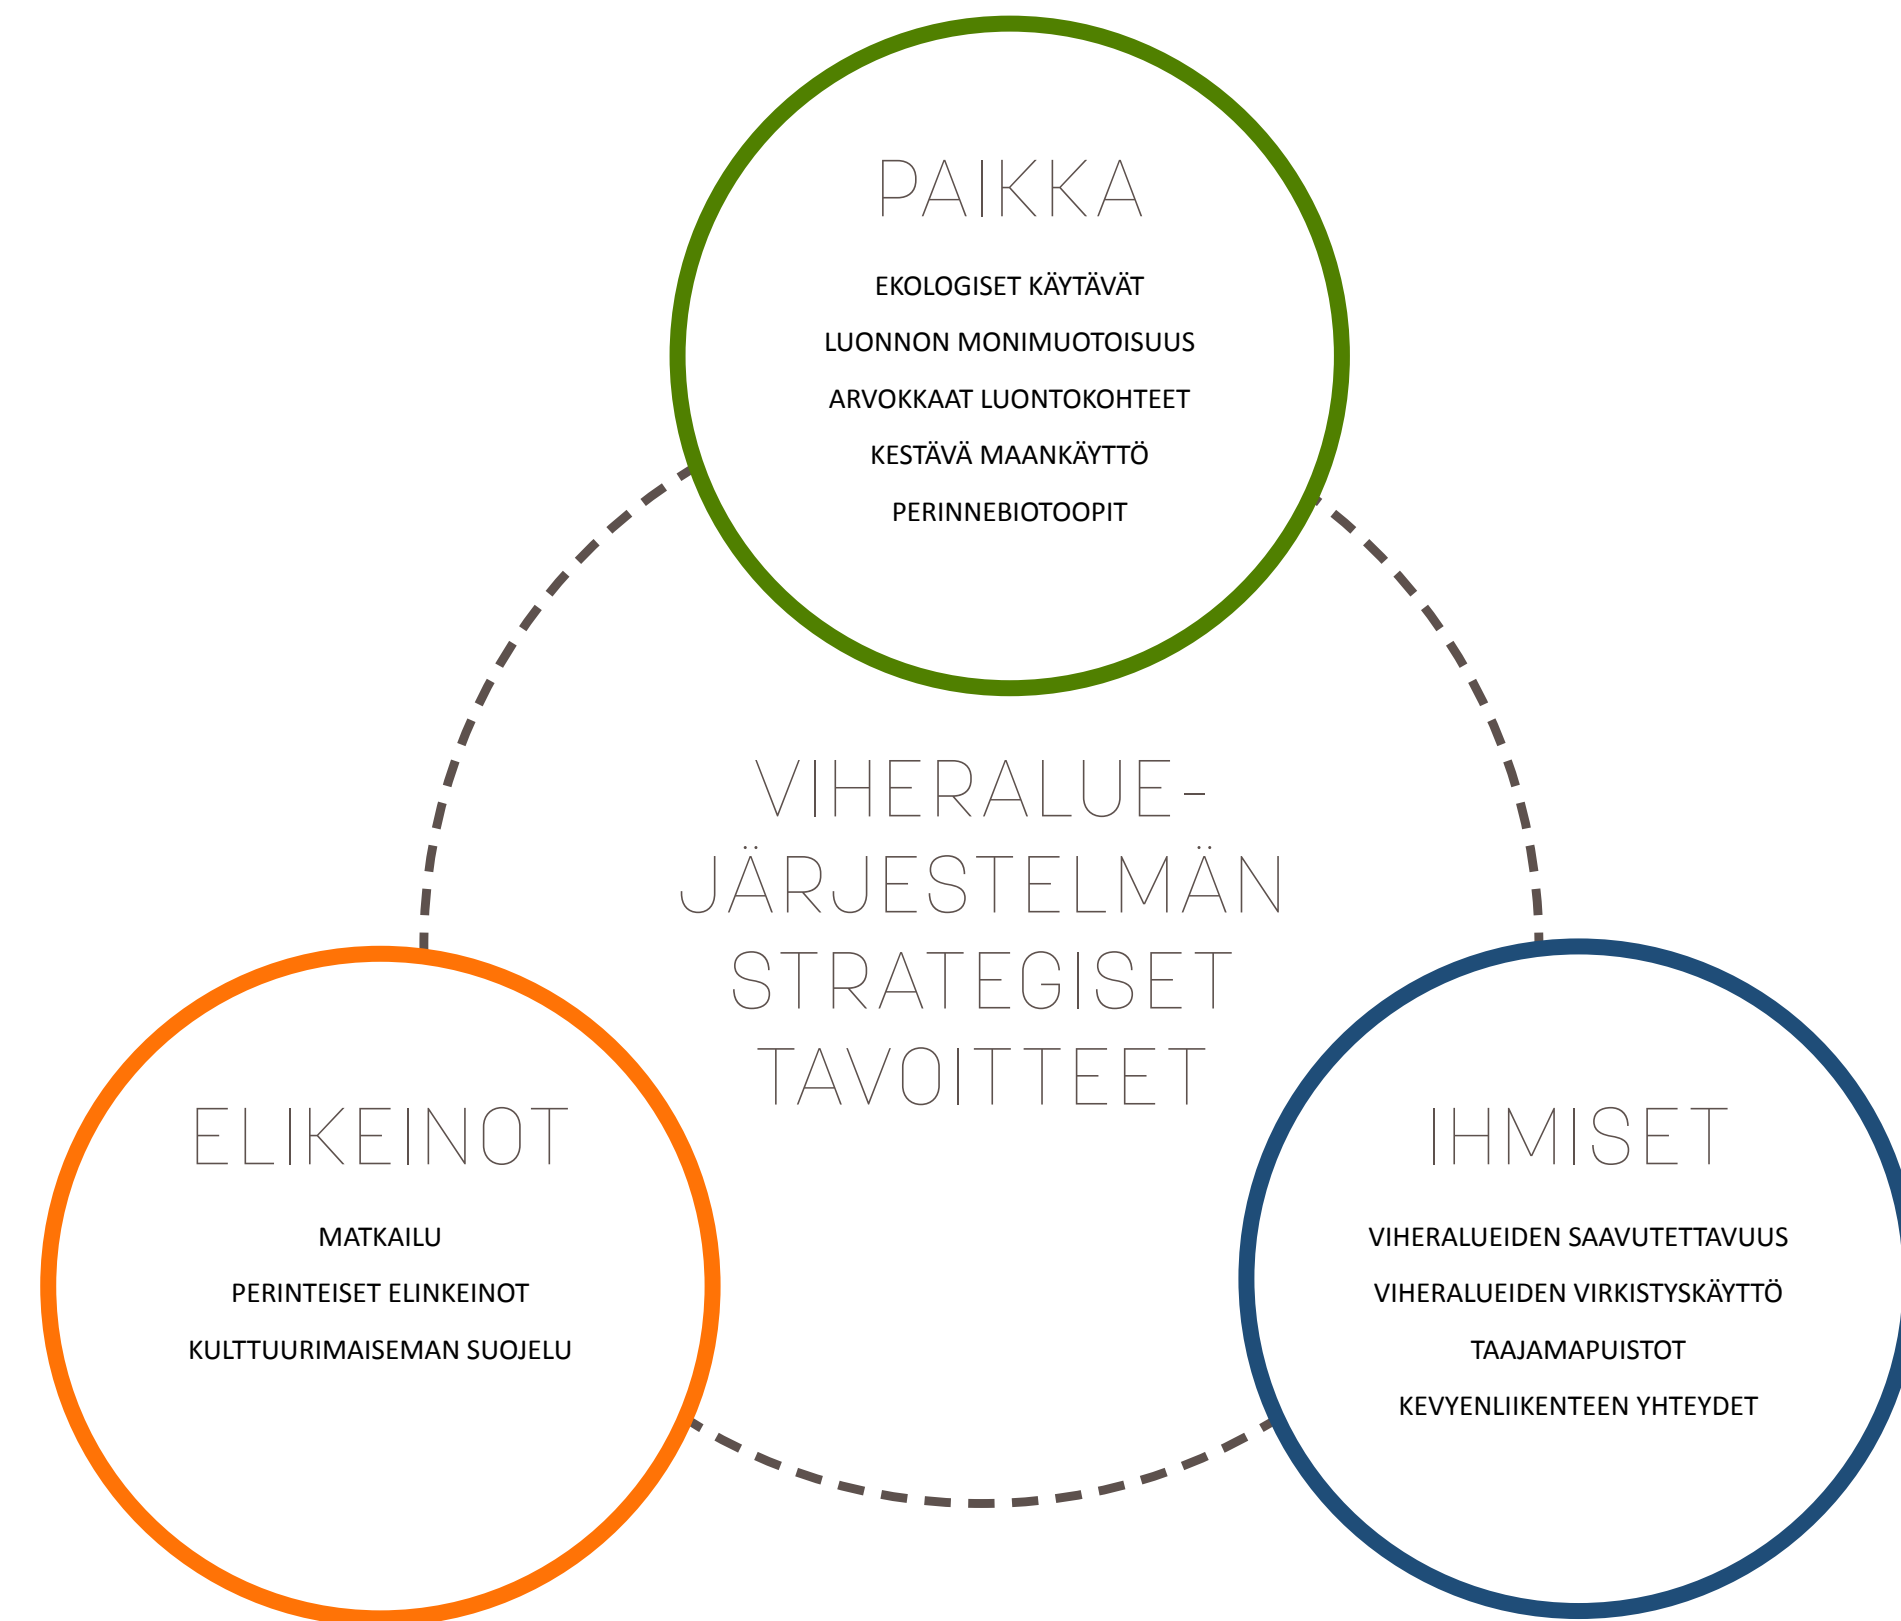 PAIKKA
EKOLOGISET KÄYTÄVÄT
LUONNON MONIMUOTOISUUS
ARVOKKAAT LUONTOKOHTEET
KESTÄVÄ MAANKÄYTTÖ
PERINNEBIOTOOPIT
VIHERALUE-
JÄRJESTELMÄN
STRATEGISET
TAVOITTEET
ELIKEINOT
MATKAILU
PERINTEISET ELINKEINOT
KULTTUURIMAISEMAN SUOJELU
IHMISET
VIHERALUEIDEN SAAVUTETTAVUUS
VIHERALUEIDEN VIRKISTYSKÄYTTÖ
TAAJAMAPUISTOT
KEVYENLIIKENTEEN YHTEYDET